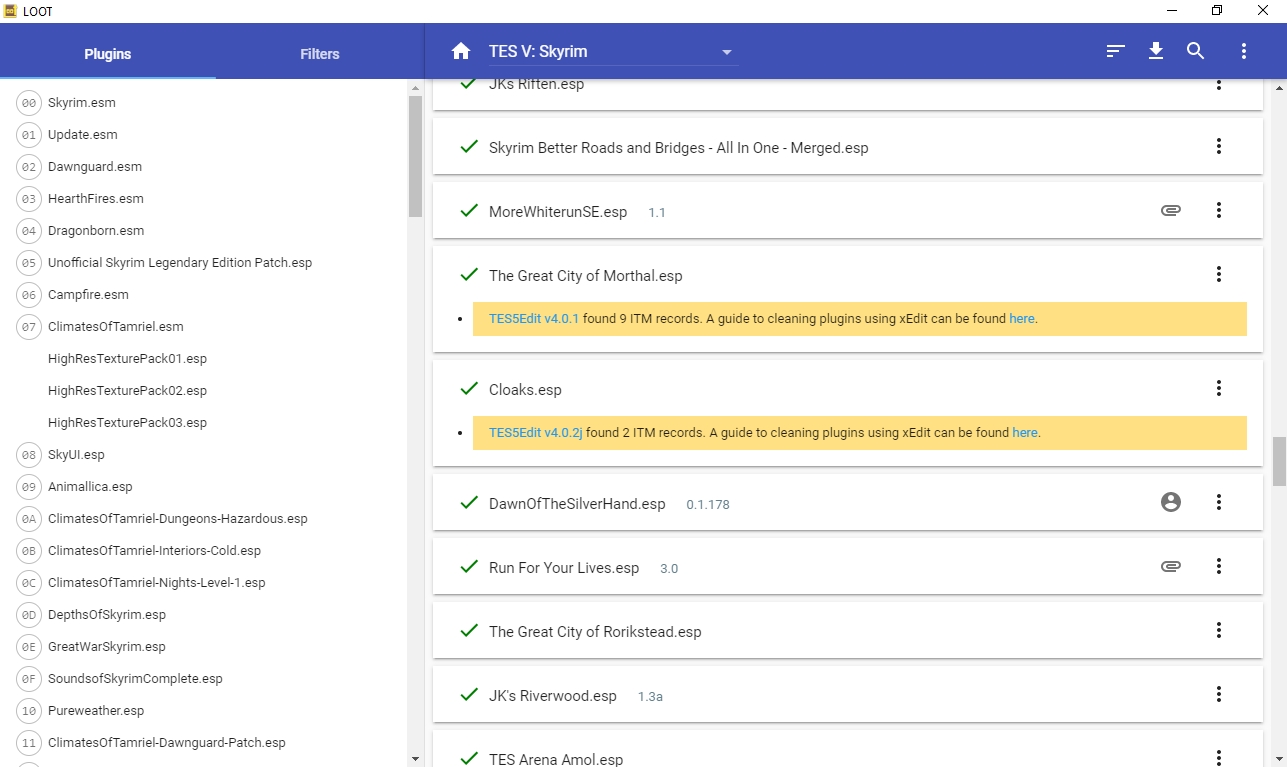 LOOT
Plugins
Filters
TES V: Skyrim
00 Skyrim.esm
01 Update.esm
02 Dawnguard.esm
03 HearthFires.esm
04 Dragonborn.esm
05 Unofficial Skyrim Legendary Edition Patch.esp
06 Campfire.esm
07 ClimatesOfTamriel.esm
HighResTexturePack01.esp
HighResTexturePack02.esp
HighResTexturePack03.esp
08 SkyUI.esp
09 Animallica.esp
0A ClimatesOfTamriel-Dungeons-Hazardous.esp
0B ClimatesOfTamriel-Interiors-Cold.esp
0C ClimatesOfTamriel-Nights-Level-1.esp
0D DepthsOfSkyrim.esp
0E GreatWarSkyrim.esp
0F SoundsofSkyrimComplete.esp
10 Pureweather.esp
11 ClimatesOfTamriel-Dawnguard-Patch.esp
JKs Riften.esp
Skyrim Better Roads and Bridges - All In One - Merged.esp
MoreWhiterunSE.esp 1.1
The Great City of Morthal.esp
• TES5Edit v4.0.1 found 9 ITM records. A guide to cleaning plugins using xEdit can be found here.
Cloaks.esp
• TES5Edit v4.0.2j found 2 ITM records. A guide to cleaning plugins using xEdit can be found here.
DawnOfTheSilverHand.esp 0.1.178
Run For Your Lives.esp 3.0
The Great City of Rorikstead.esp
JK's Riverwood.esp 1.3a
TES Arena Amol.esp